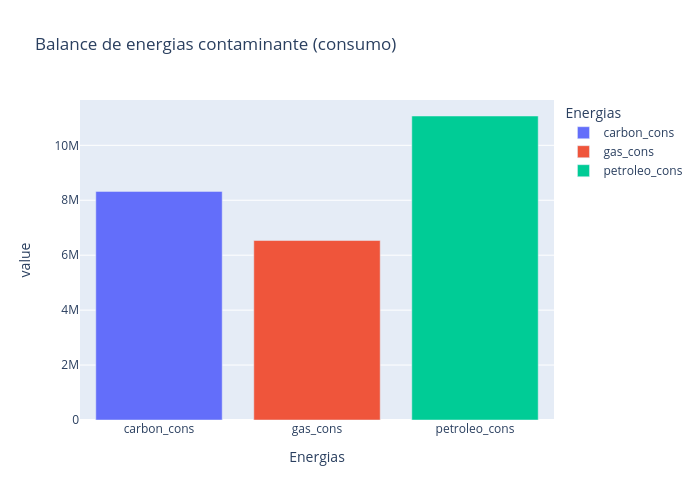 Balance de energias contaminante (consumo)
Energias
carbon_cons
gas_cons
petroleo_cons
value
10M
8M
6M
4M
2M
0
carbon_cons
gas_cons
petroleo_cons
Energias